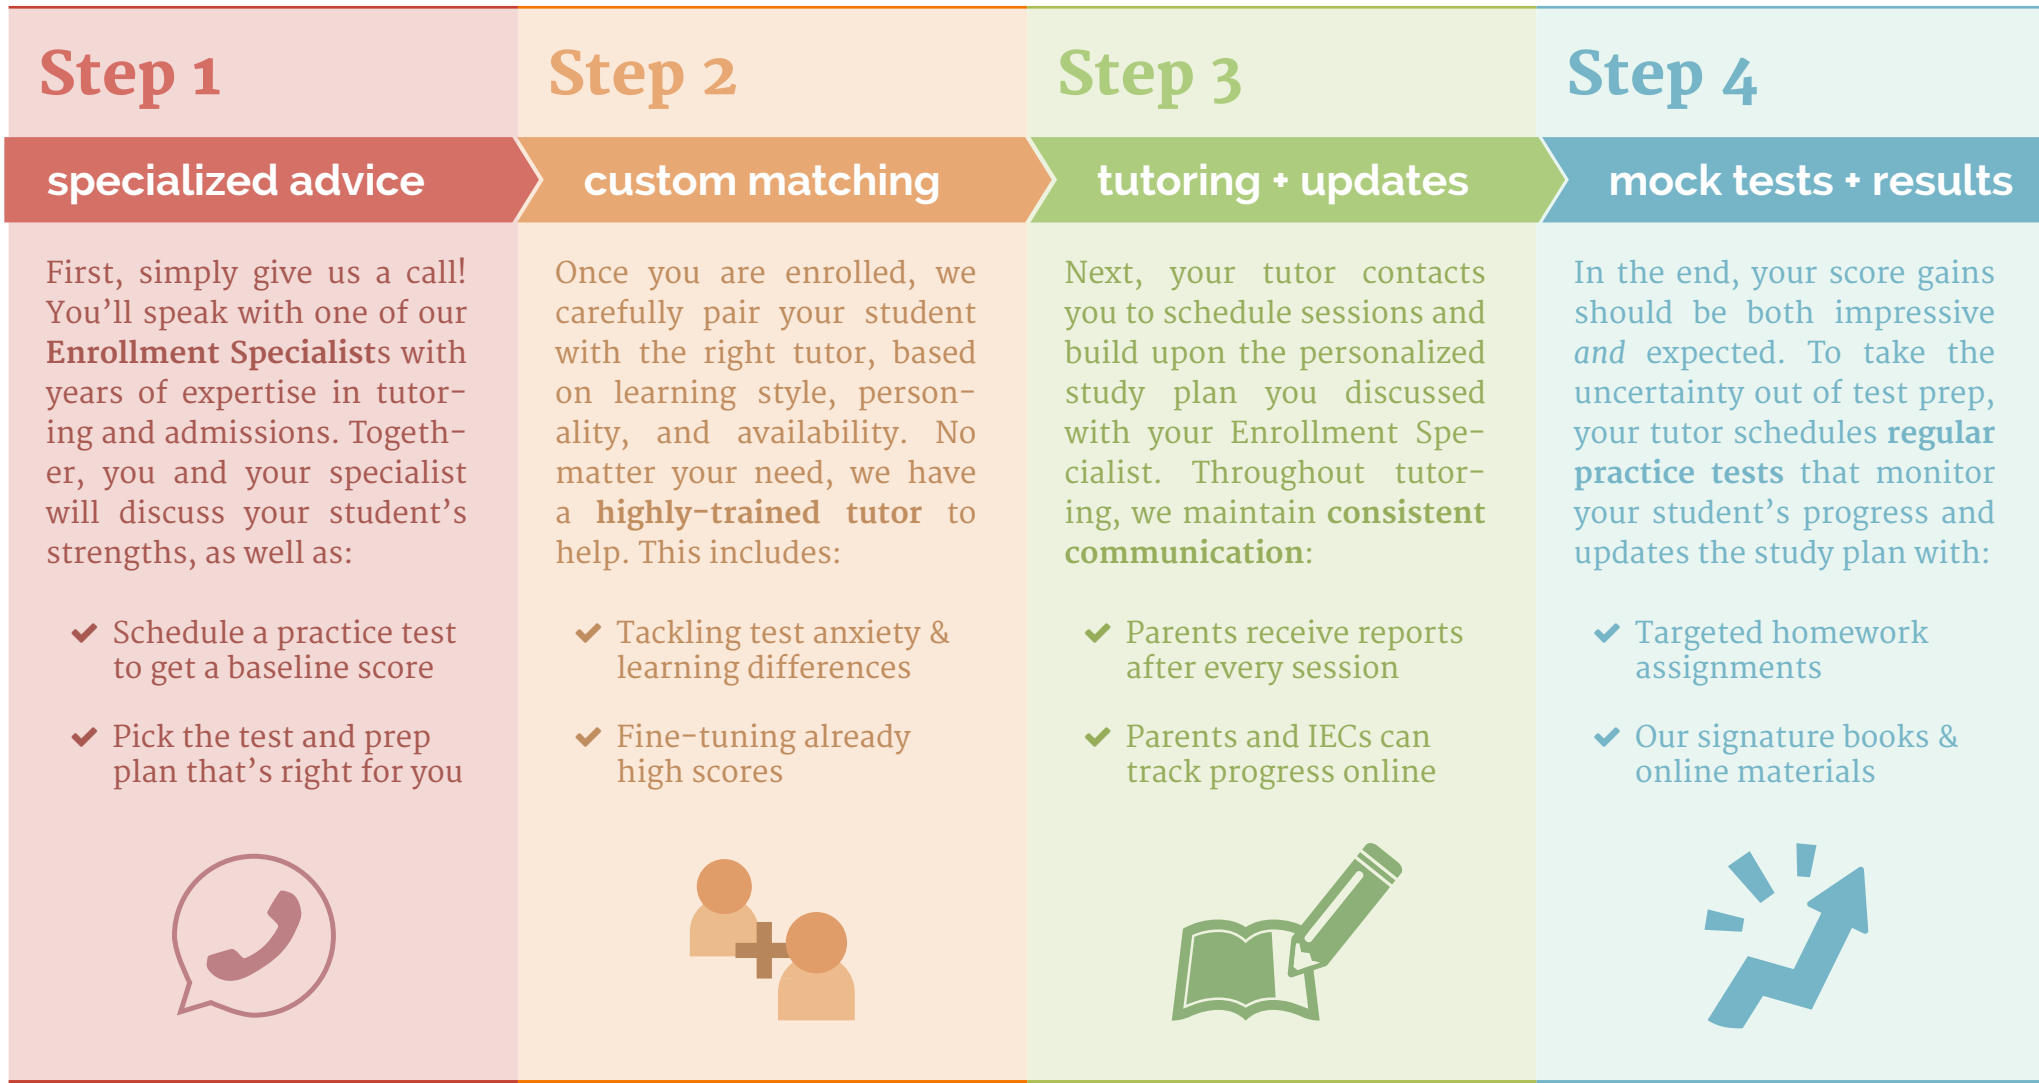 Step 1
specialized advice
First, simply give us a call!
You’ll speak with one of our
Enrollment Specialists with
years of expertise in tutor-
ing and admissions. Togeth-
er, you and your specialist
will discuss your student’s
strengths, as well as:
Schedule a practice test
to get a baseline score
Pick the test and prep
plan that’s right for you
Step 2
custom matching
Once you are enrolled, we
carefully pair your student
with the right tutor, based
on learning style, person-
ality, and availability. No
matter your need, we have
a highly-trained tutor to
help. This includes:
Tackling test anxiety &
learning differences
Fine-tuning already
high scores
Step 3
tutoring + updates
Next, your tutor contacts
you to schedule sessions and
build upon the personalized
study plan you discussed
with your Enrollment Spe-
cialist. Throughout tutor-
ing, we maintain consistent
communication:
Parents receive reports
after every session
Parents and IECs can
track progress online
Step 4
mock tests + results
In the end, your score gains
should be both impressive
and expected. To take the
uncertainty out of test prep,
your tutor schedules regular
practice tests that monitor
your student’s progress and
updates the study plan with:
Targeted homework
assignments
Our signature books &
online materials